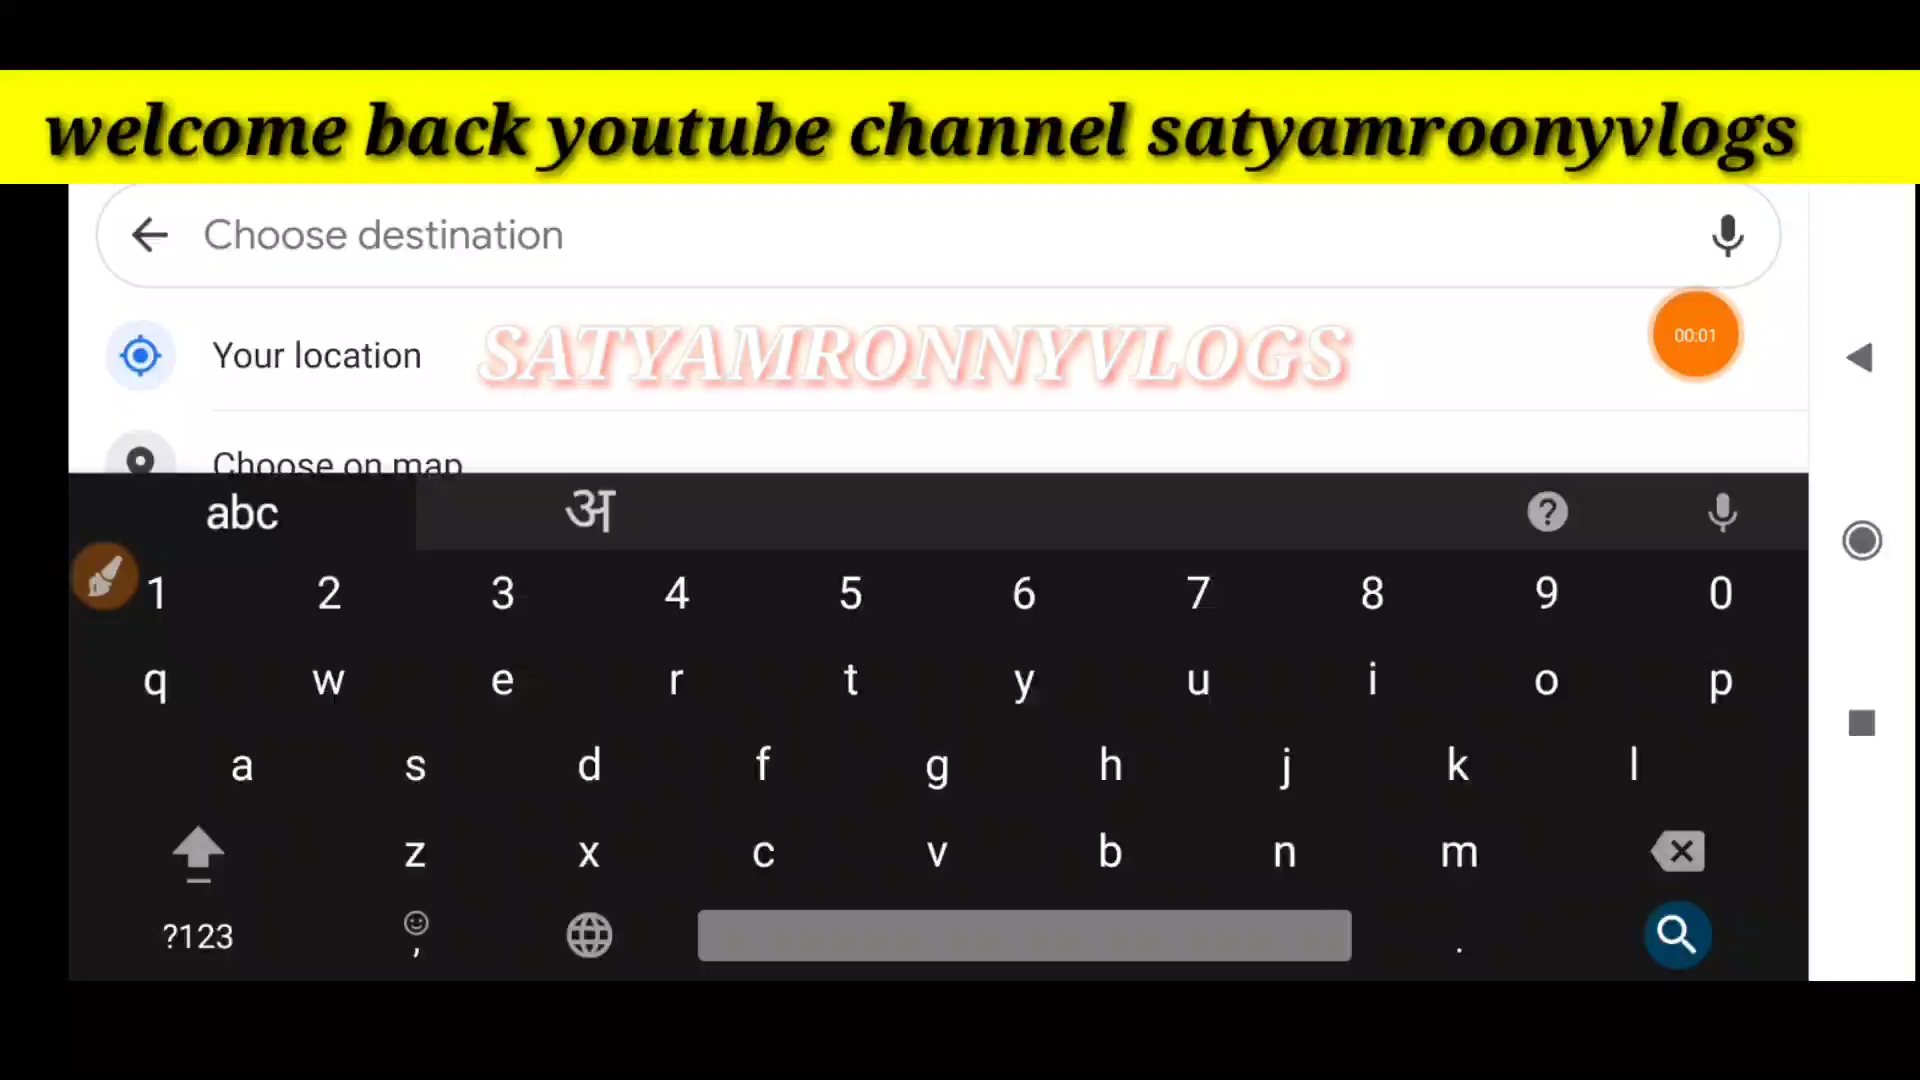 welcome back youtube channel satyamroonyvlogs
Choose destination
Your location
SATYAMRONNYVLOGS
00:01
Choose on map
abc अ ?
1 2 3 4 5 6 7 8 9 0
q w e r t y u i o p
a s d f g h j k l
z x c v b n m
?123 , .